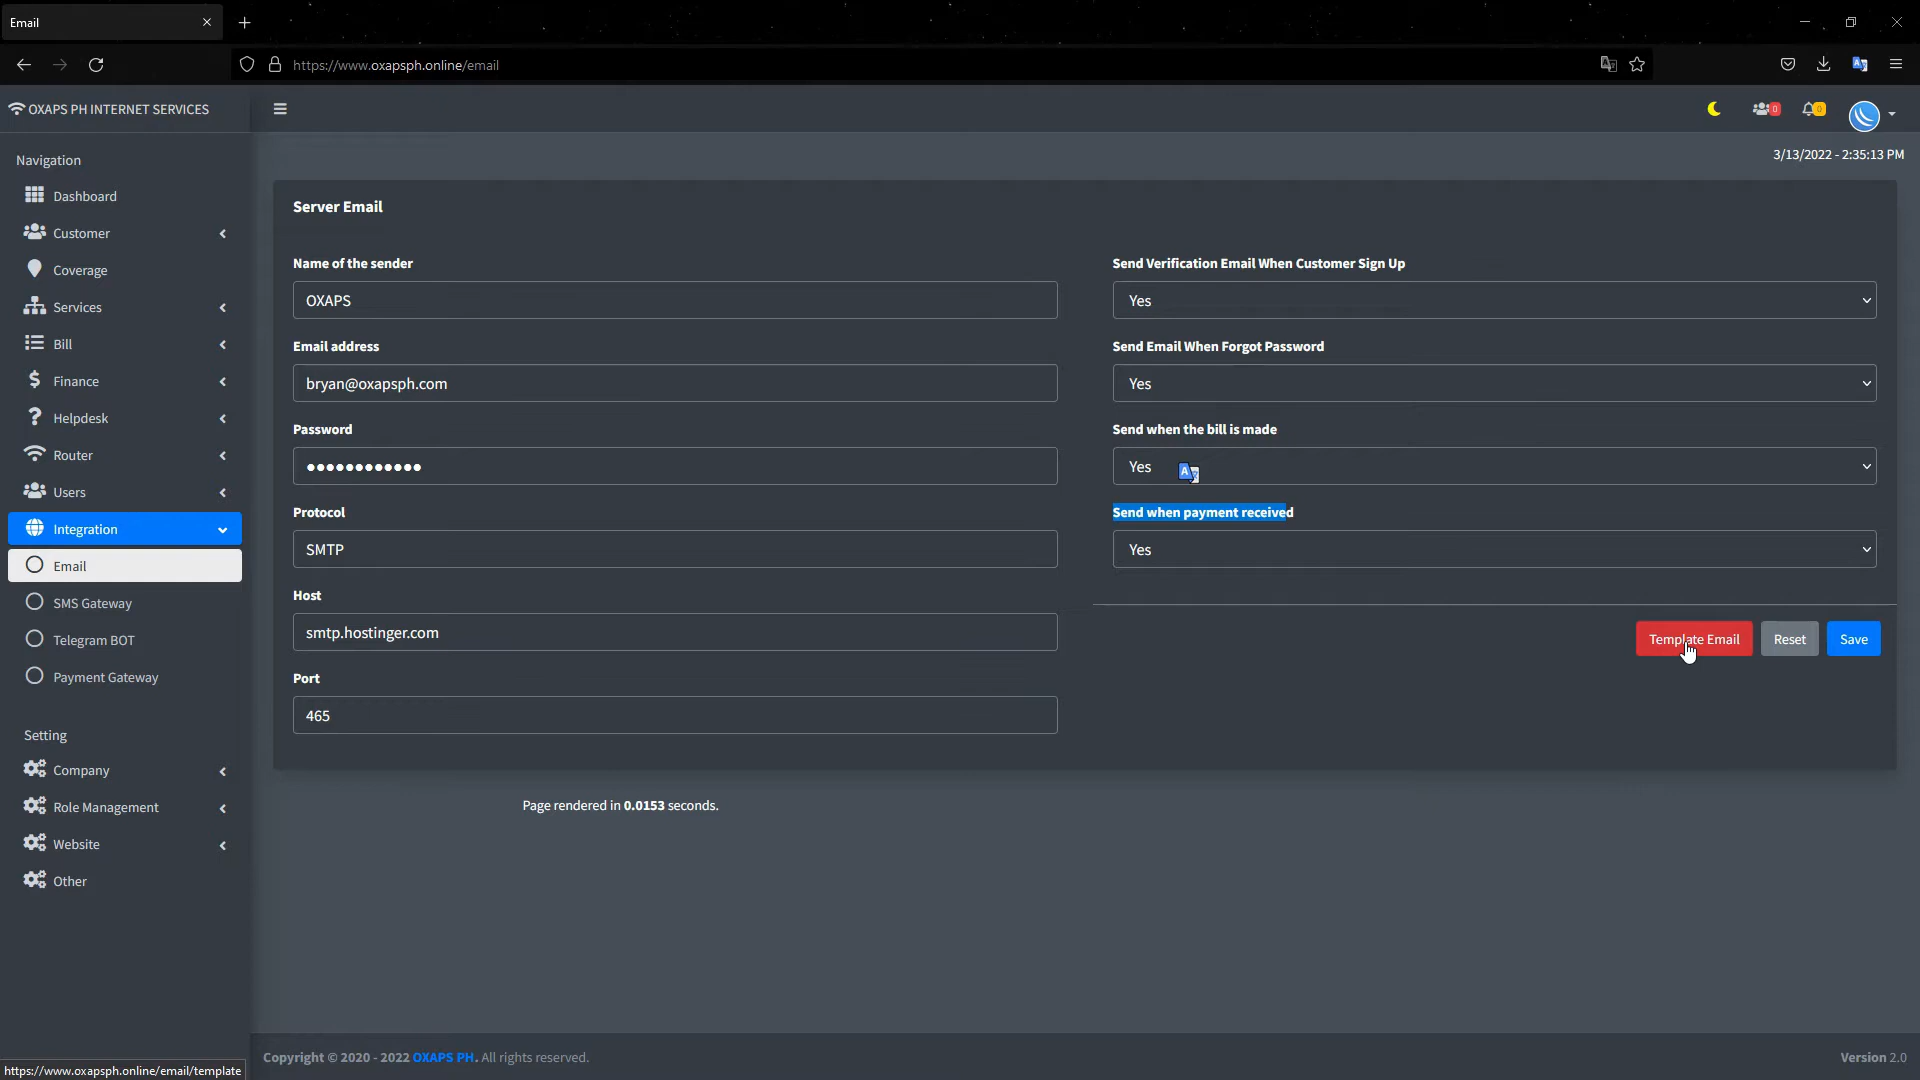 Email
https://www.oxapsph.online/email
OXAPS PH INTERNET SERVICES
0
0
3/13/2022 - 2:35:13 PM
Navigation
Dashboard
Customer
Coverage
Services
Bill
Finance
Helpdesk
Router
Users
Integration
Email
SMS Gateway
Telegram BOT
Payment Gateway
Setting
Company
Role Management
Website
Other
Server Email
Name of the sender
OXAPS
Email address
bryan@oxapsph.com
Password
●●●●●●●●●●●●
Protocol
SMTP
Host
smtp.hostinger.com
Port
465
Send Verification Email When Customer Sign Up
Yes
Send Email When Forgot Password
Yes
Send when the bill is made
Yes
Send when payment received
Yes
Template Email
Reset
Save
Page rendered in 0.0153 seconds.
Copyright © 2020 - 2022 OXAPS PH. All rights reserved.
Version 2.0
https://www.oxapsph.online/email/template